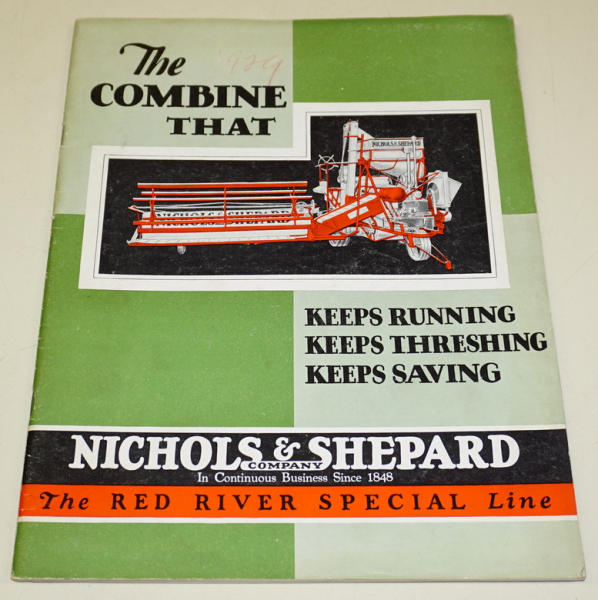 The
1929
COMBINE
THAT
NICHOLS & SHEPARD
NICHOLS & SHEPARD
KEEPS RUNNING
KEEPS THRESHING
KEEPS SAVING
NICHOLS & SHEPARD
COMPANY
In Continuous Business Since 1848
The RED RIVER SPECIAL Line